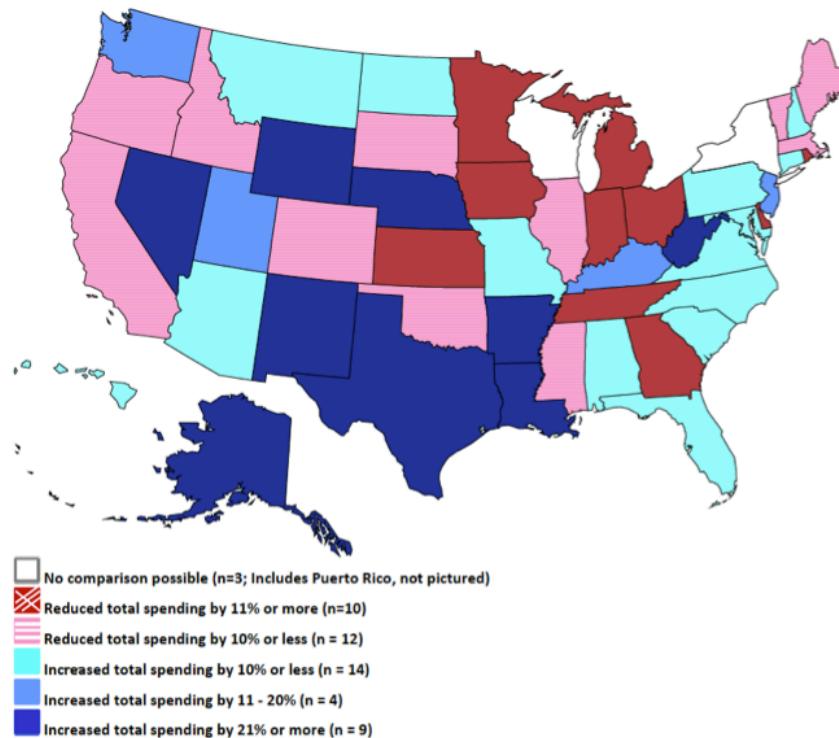 No comparison possible (n=3; Includes Puerto Rico, not pictured)
Reduced total spending by 11% or more (n=10)
Reduced total spending by 10% or less (n = 12)
Increased total spending by 10% or less (n = 14)
Increased total spending by 11 - 20% (n = 4)
Increased total spending by 21% or more (n = 9)